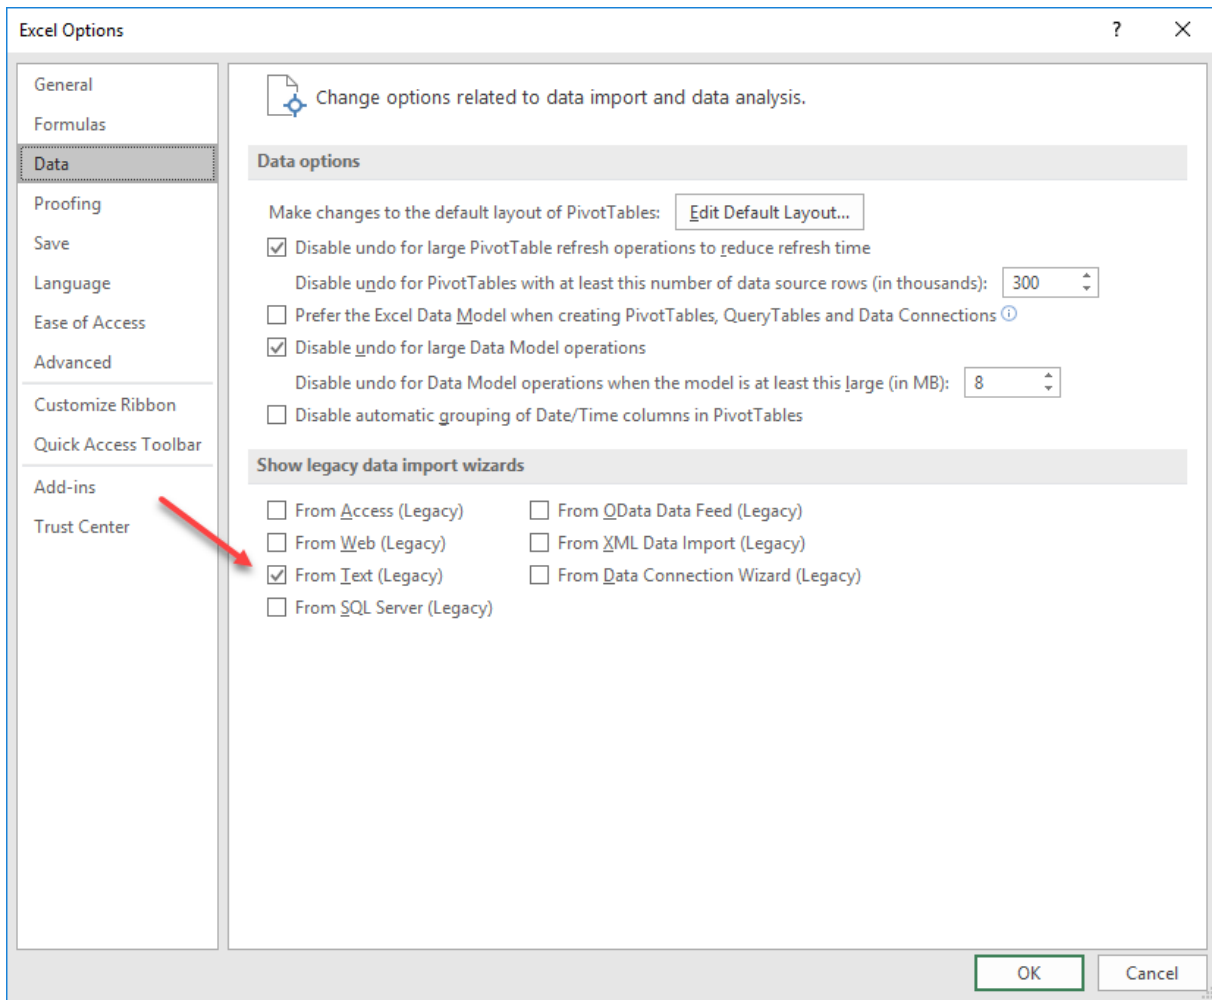 Excel Options
?
General
Formulas
Data
Proofing
Save
Language
Ease of Access
Advanced
Customize Ribbon
Quick Access Toolbar
Add-ins
Trust Center
Change options related to data import and data analysis.
Data options
Make changes to the default layout of PivotTables: Edit Default Layout...
Disable undo for large PivotTable refresh operations to reduce refresh time
Disable undo for PivotTables with at least this number of data source rows (in thousands): 300
Prefer the Excel Data Model when creating PivotTables, QueryTables and Data Connections
Disable undo for large Data Model operations
Disable undo for Data Model operations when the model is at least this large (in MB): 8
Disable automatic grouping of Date/Time columns in PivotTables
Show legacy data import wizards
From Access (Legacy) From OData Data Feed (Legacy)
From Web (Legacy) From XML Data Import (Legacy)
From Text (Legacy) From Data Connection Wizard (Legacy)
From SQL Server (Legacy)
OK Cancel